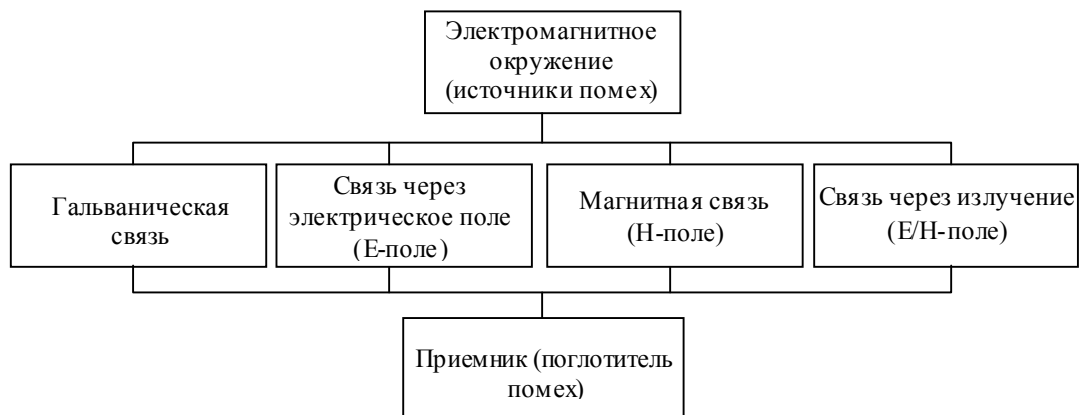 Электромагнитное
окружение
(источники помех)
Гальваническая
связь
Связь через
электрическое поле
(Е-поле)
Магнитная связь
(Н-поле)
Связь через излучение
(Е/Н-поле)
Приемник (поглотитель
помех)